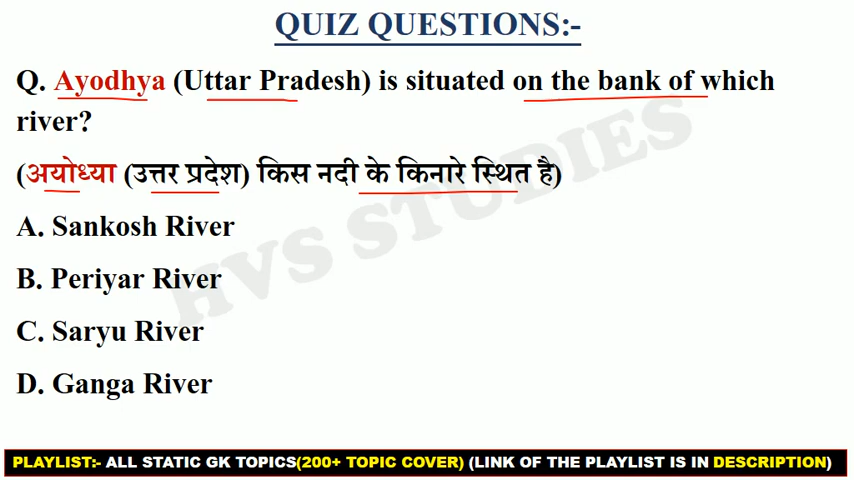 QUIZ QUESTIONS:-
Q. Ayodhya (Uttar Pradesh) is situated on the bank of which
river?
(अयोध्या (उत्तर प्रदेश) किस नदी के किनारे स्थित है)
A. Sankosh River
B. Periyar River
C. Saryu River
D. Ganga River
HVS STUDIES
PLAYLIST:- ALL STATIC GK TOPICS(200+ TOPIC COVER) (LINK OF THE PLAYLIST IS IN DESCRIPTION)